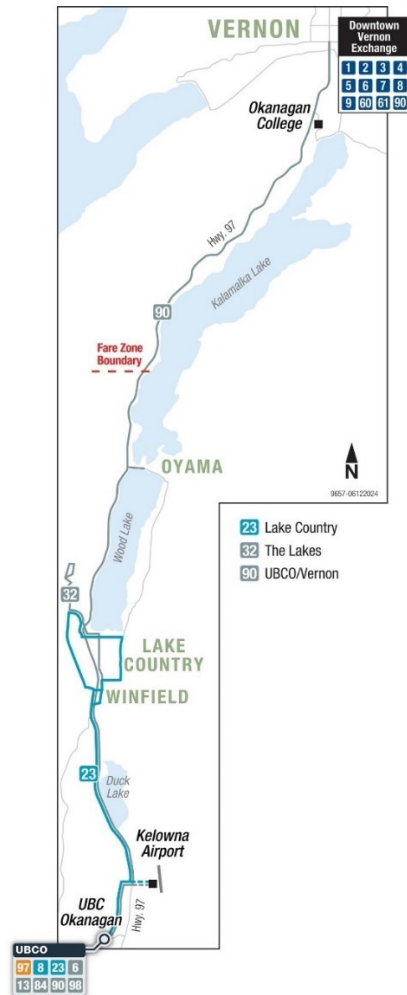 VERNON
Downtown
Vernon
Exchange
1 2 3 4
5 6 7 8
9 60 61 90
Okanagan
College
Hwy. 97
Kalamalka Lake
90
Fare Zone
Boundary
OYAMA
N
9657-06122024
Wood Lake
23 Lake Country
32 The Lakes
90 UBCO/Vernon
32
LAKE
COUNTRY
WINFIELD
23
Duck
Lake
Kelowna
Airport
UBC
Okanagan
Hwy. 97
UBCO
97 8 23 6
13 84 90 98